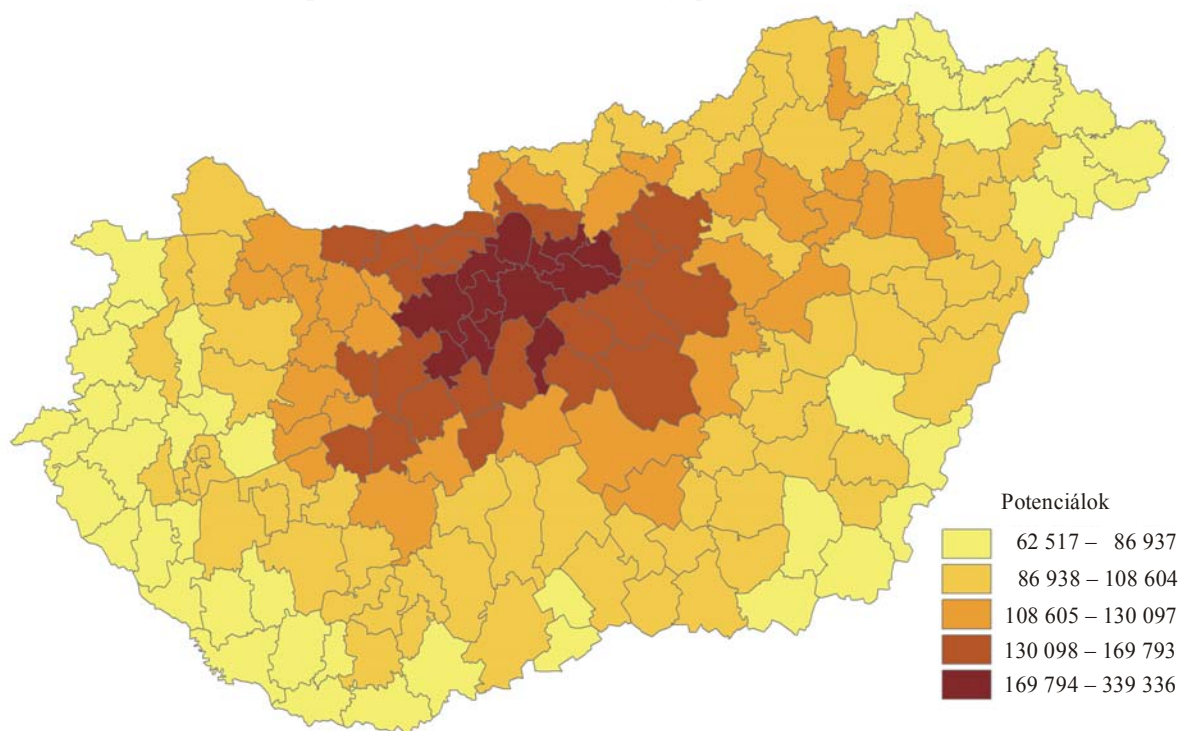 Potenciálok
62 517 – 86 937
86 938 – 108 604
108 605 – 130 097
130 098 – 169 793
169 794 – 339 336